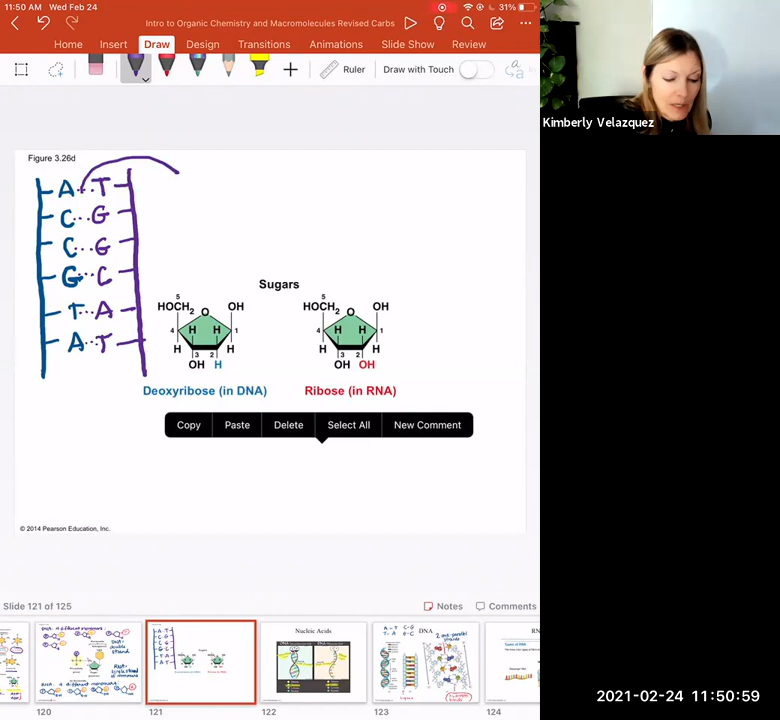 11:50 AM Wed Feb 24
31%
Intro to Organic Chemistry and Macromolecules Revised Carbs
Home Insert Draw Design Transitions Animations Slide Show Review
Ruler Draw with Touch
Kimberly Velazquez
Figure 3.26d
A T
C G
C G
G C
T A
A T
Sugars
5
HOCH2 O OH
4 H H 1
H 3 2 H
OH H
Deoxyribose (in DNA)
5
HOCH2 O OH
4 H H 1
H 3 2 H
OH OH
Ribose (in RNA)
Copy Paste Delete Select All New Comment
© 2014 Pearson Education, Inc.
Slide 121 of 125
Notes Comments
Nucleic Acids
DNA
120 121 122 123 124
2021-02-24 11:50:59